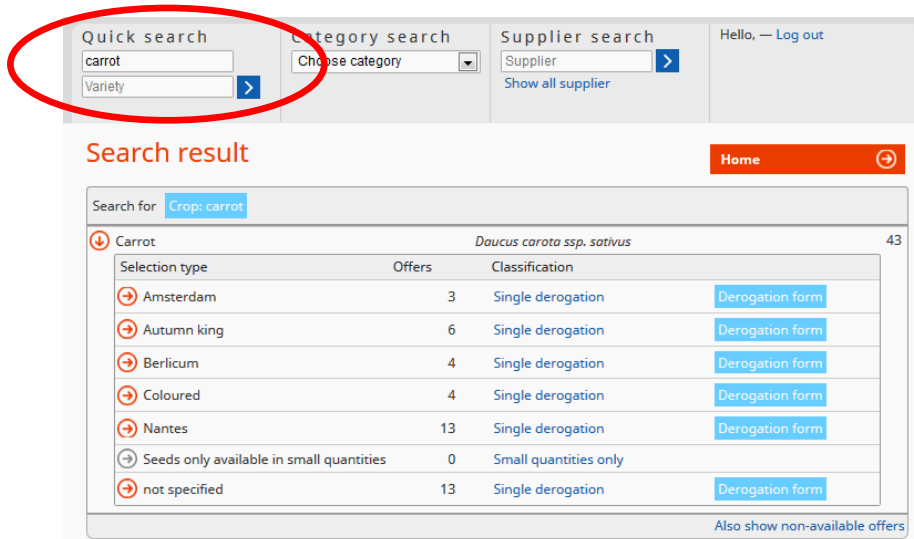 Quick search
carrot
Variety
Category search
Choose category
Supplier search
Supplier
Show all supplier
Hello, — Log out
Search result
Home
Search for Crop: carrot
Carrot Daucus carota ssp. sativus 43
Selection type Offers Classification
Amsterdam 3 Single derogation Derogation form
Autumn king 6 Single derogation Derogation form
Berlicum 4 Single derogation Derogation form
Coloured 4 Single derogation Derogation form
Nantes 13 Single derogation Derogation form
Seeds only available in small quantities 0 Small quantities only
not specified 13 Single derogation Derogation form
Also show non-available offers